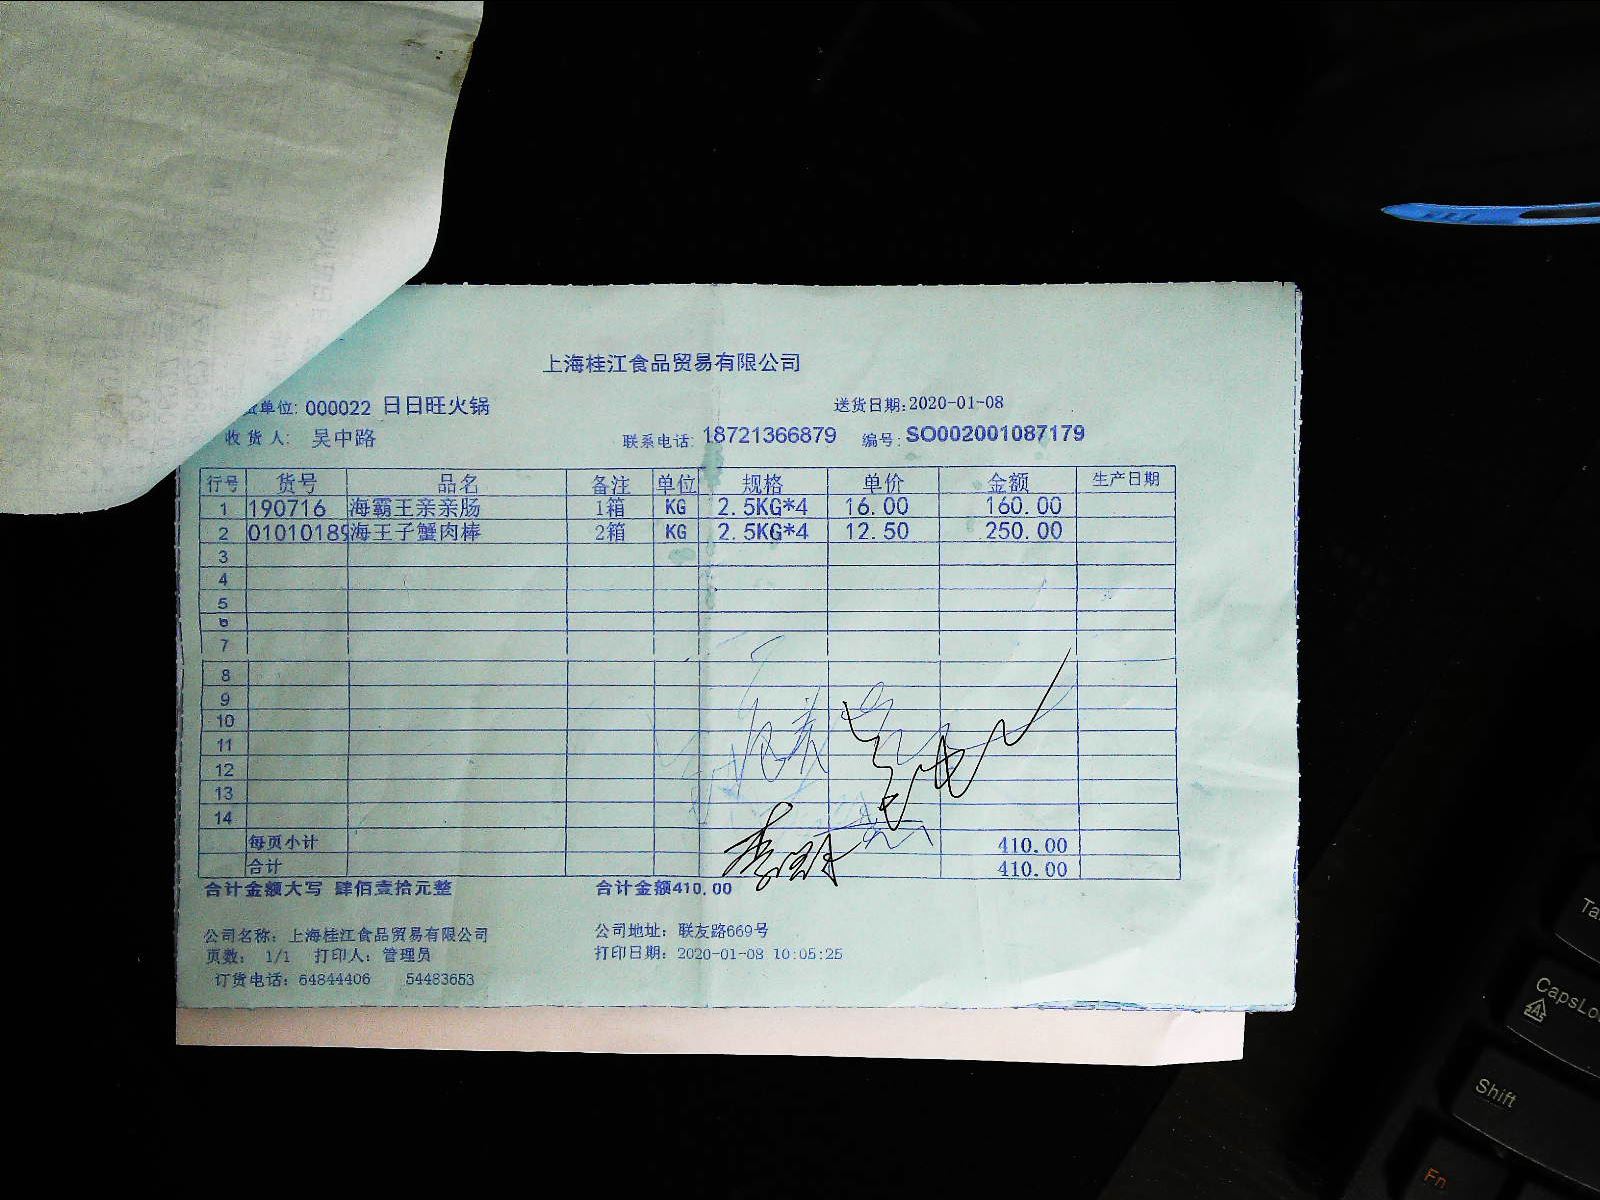 上海桂江食品贸易有限公司
单位: 000022 日日旺火锅 送货日期:2020-01-08
收货人: 吴中路 联系电话: 18721366879 编号: SO002001087179
行号 货号 品名 备注 单位 规格 单价 金额 生产日期
1 190716 海霸王亲亲肠 1箱 KG 2.5KG*4 16.00 160.00
2 01010189 海王子蟹肉棒 2箱 KG 2.5KG*4 12.50 250.00
3
4
5
6
7
8
9
10
11
12
13
14
每页小计 410.00
合计 410.00
合计金额大写 肆佰壹拾元整 合计金额410.00
公司名称: 上海桂江食品贸易有限公司 公司地址: 联友路669号
页数: 1/1 打印人: 管理员 打印日期: 2020-01-08 10:05:25
订货电话: 64844406 54483653
CapsLo
Shift
Fn